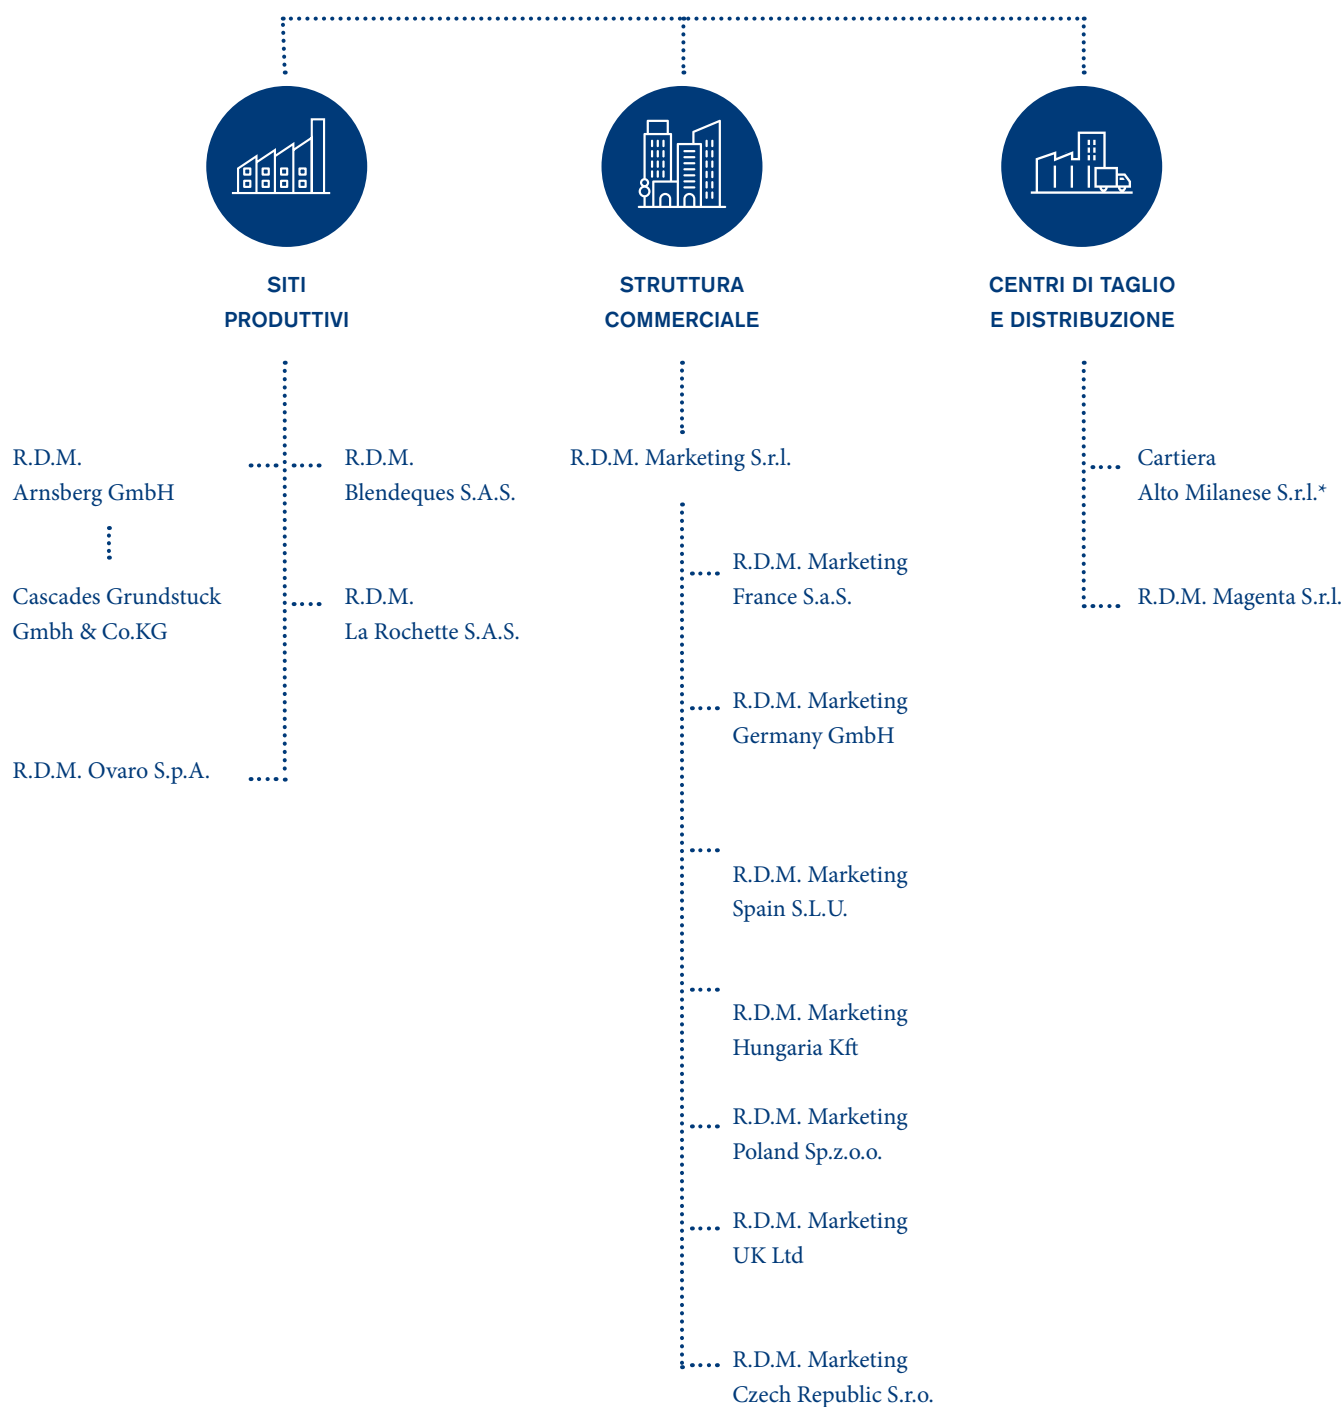 SITI
PRODUTTIVI
R.D.M.
Arnsberg GmbH
Cascades Grundstuck
Gmbh & Co.KG
R.D.M. Ovaro S.p.A.
R.D.M.
Blendeques S.A.S.
R.D.M.
La Rochette S.A.S.
STRUTTURA
COMMERCIALE
R.D.M. Marketing S.r.l.
R.D.M. Marketing
France S.a.S.
R.D.M. Marketing
Germany GmbH
R.D.M. Marketing
Spain S.L.U.
R.D.M. Marketing
Hungaria Kft
R.D.M. Marketing
Poland Sp.z.o.o.
R.D.M. Marketing
UK Ltd
R.D.M. Marketing
Czech Republic S.r.o.
CENTRI DI TAGLIO
E DISTRIBUZIONE
Cartiera
Alto Milanese S.r.l.*
R.D.M. Magenta S.r.l.